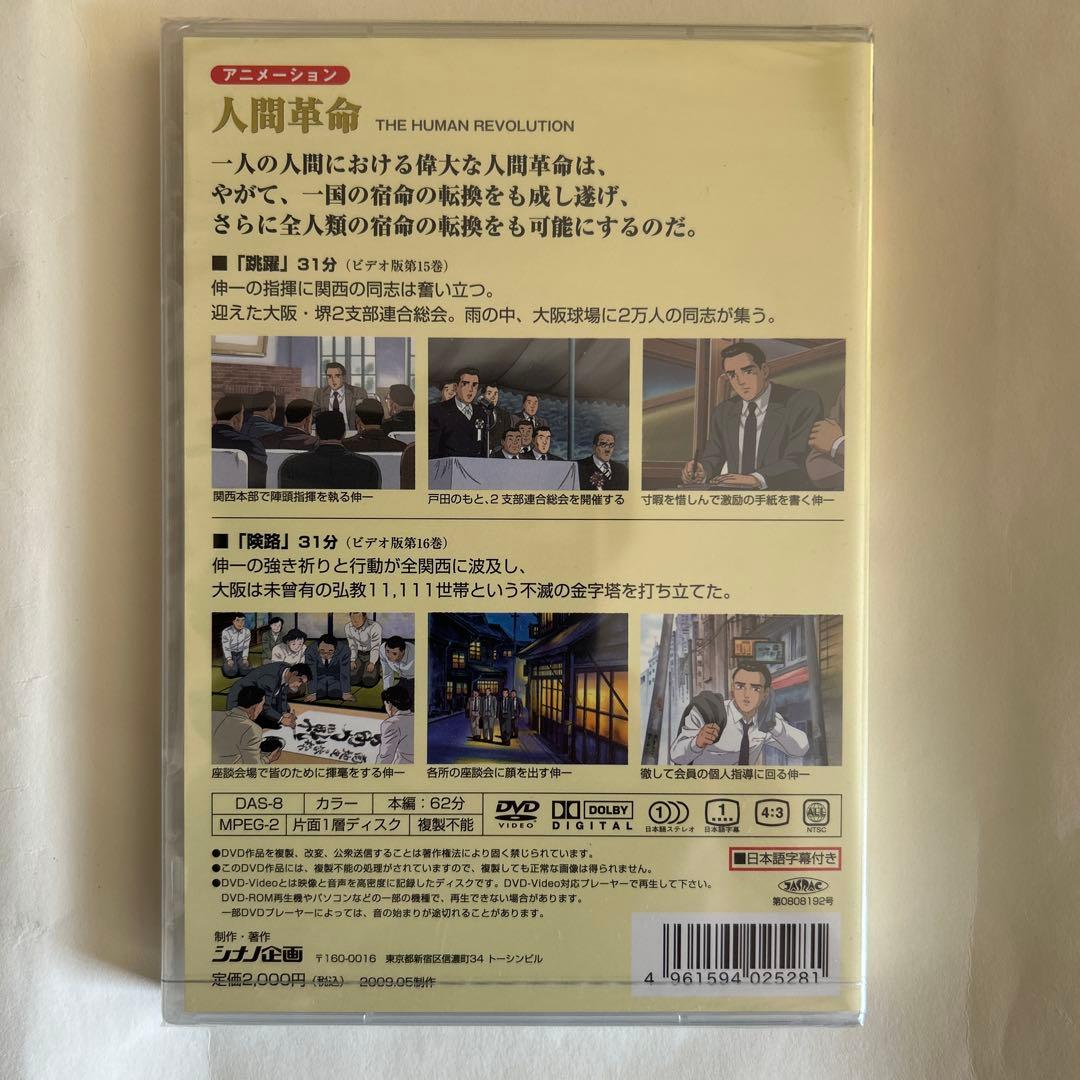 アニメーション
人間革命 THE HUMAN REVOLUTION
一人の人間における偉大な人間革命は、
やがて、一国の宿命の転換をも成し遂げ、
さらに全人類の宿命の転換をも可能にするのだ。
■「跳躍」31分（ビデオ版第15巻）
伸一の指揮に関西の同志は奮い立つ。
迎えた大阪・堺2支部連合総会。雨の中、大阪球場に2万人の同志が集う。
関西本部で陣頭指揮を執る伸一 戸田のもと、2支部連合総会を開催する 寸暇を惜しんで激励の手紙を書く伸一
■「険路」31分（ビデオ版第16巻）
伸一の強き祈りと行動が全関西に波及し、
大阪は未曾有の弘教11,111世帯という不滅の金字塔を打ち立てた。
座談会場で皆のために揮毫をする伸一 各所の座談会に顔を出す伸一 徹して会員の個人指導に回る伸一
DAS-8 カラー 本編：62分
MPEG-2 片面1層ディスク 複製不能
DVD VIDEO DOLBY DIGITAL 1 日本語ステレオ 1 日本語字幕 4:3 ALL NTSC
■日本語字幕付き
●DVD作品を複製、改変、公衆送信することは著作権法により固く禁じられています。
●このDVD作品には、複製不能の処理がされていますので、複製しても正常な画像は得られません。
●DVD-Videoとは映像と音声を高密度に記録したディスクです。DVD-Video対応プレーヤーで再生して下さい。
DVD-ROM再生機やパソコンなどの一部の機種で、再生できない場合があります。
一部DVDプレーヤーによっては、音の始まりが途切れることがあります。
JASRAC
第0808192号
制作・著作
シナノ企画 〒160-0016 東京都新宿区信濃町34 トーシンビル
定価2,000円（税込） 2009.05制作
4 961594 025281